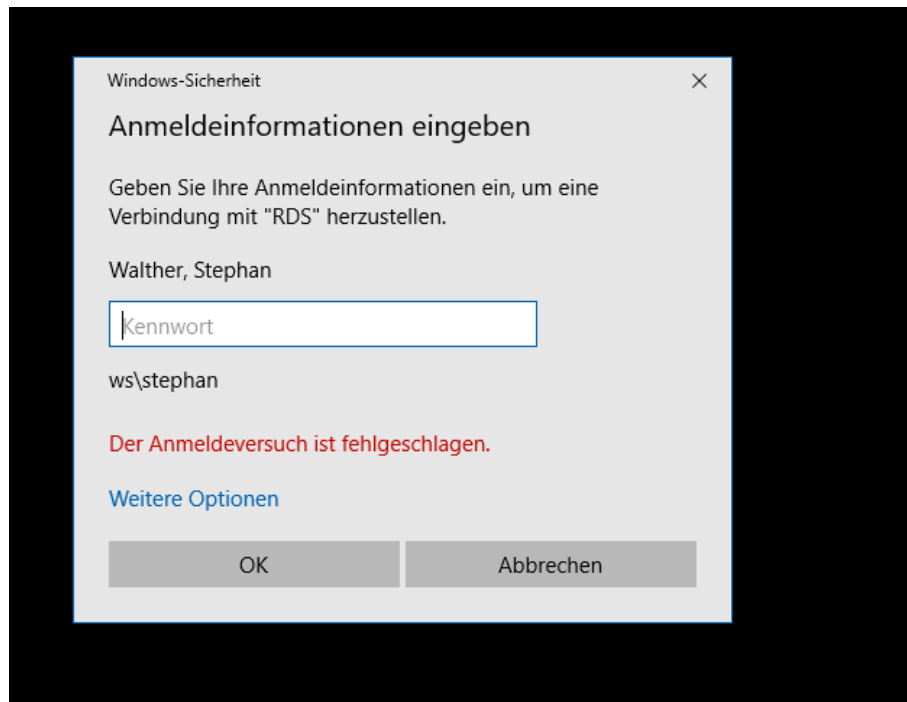 Windows-Sicherheit
Anmeldeinformationen eingeben
Geben Sie Ihre Anmeldeinformationen ein, um eine
Verbindung mit "RDS" herzustellen.
Walther, Stephan
Kennwort
ws\stephan
Der Anmeldeversuch ist fehlgeschlagen.
Weitere Optionen
OK
Abbrechen